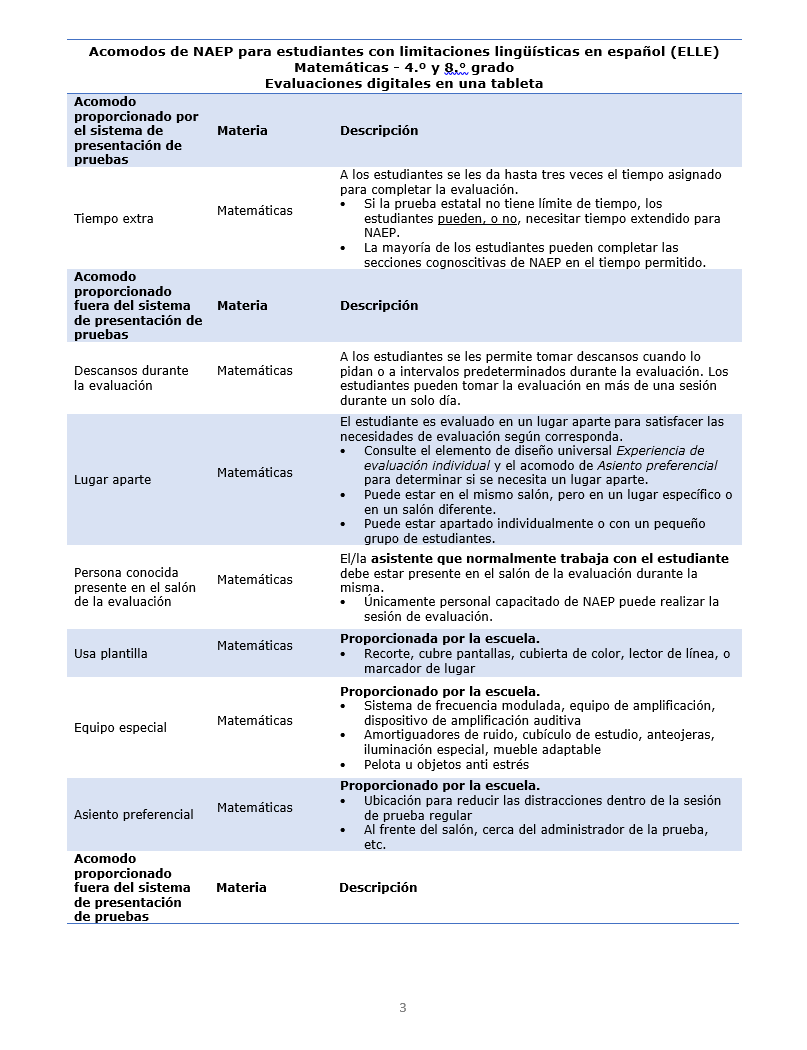 Acomodos de NAEP para estudiantes con limitaciones lingüísticas en español (ELLE)
Matemáticas – 4.º y 8.º grado
Evaluaciones digitales en una tableta
Acomodo
proporcionado por
el sistema de
presentación de
pruebas
Materia
Descripción
Tiempo extra
Matemáticas
A los estudiantes se les da hasta tres veces el tiempo asignado
para completar la evaluación.
• Si la prueba estatal no tiene límite de tiempo, los
estudiantes pueden, o no, necesitar tiempo extendido para
NAEP.
• La mayoría de los estudiantes pueden completar las
secciones cognoscitivas de NAEP en el tiempo permitido.
Acomodo
proporcionado
fuera del sistema
de presentación de
pruebas
Materia
Descripción
Descansos durante
la evaluación
Matemáticas
A los estudiantes se les permite tomar descansos cuando lo
pidan o a intervalos predeterminados durante la evaluación. Los
estudiantes pueden tomar la evaluación en más de una sesión
durante un solo día.
Lugar aparte
Matemáticas
El estudiante es evaluado en un lugar aparte para satisfacer las
necesidades de evaluación según corresponda.
• Consulte el elemento de diseño universal Experiencia de
evaluación individual y el acomodo de Asiento preferencial
para determinar si se necesita un lugar aparte.
• Puede estar en el mismo salón, pero en un lugar específico o
en un salón diferente.
• Puede estar apartado individualmente o con un pequeño
grupo de estudiantes.
Persona conocida
presente en el salón
de la evaluación
Matemáticas
El/la asistente que normalmente trabaja con el estudiante
debe estar presente en el salón de la evaluación durante la
misma.
• Únicamente personal capacitado de NAEP puede realizar la
sesión de evaluación.
Usa plantilla
Matemáticas
Proporcionada por la escuela.
• Recorte, cubre pantallas, cubierta de color, lector de línea, o
marcador de lugar
Equipo especial
Matemáticas
Proporcionado por la escuela.
• Sistema de frecuencia modulada, equipo de amplificación,
dispositivo de amplificación auditiva
• Amortiguadores de ruido, cubículo de estudio, anteojeras,
iluminación especial, mueble adaptable
• Pelota u objetos anti estrés
Asiento preferencial
Matemáticas
Proporcionado por la escuela.
• Ubicación para reducir las distracciones dentro de la sesión
de prueba regular
• Al frente del salón, cerca del administrador de la prueba,
etc.
Acomodo
proporcionado
fuera del sistema
de presentación
de pruebas
Materia
Descripción
3